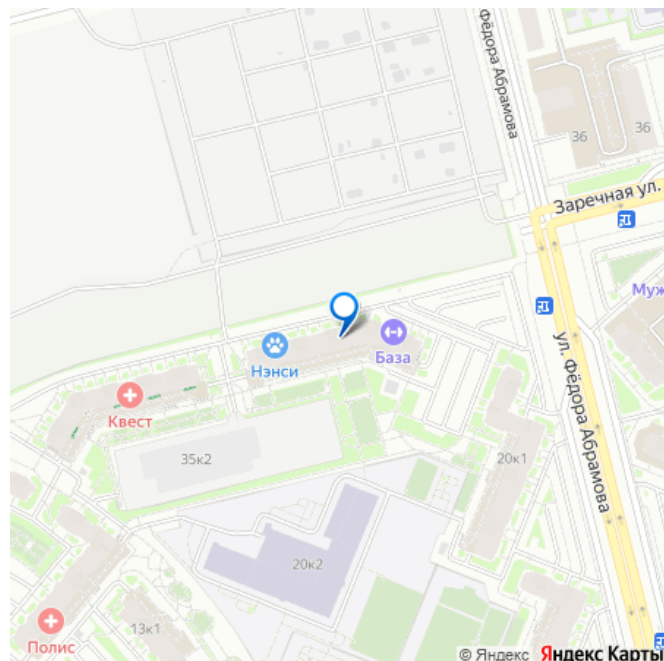 Фёдора Абрамова
36
36
Заречная ул.
Муж
База
Нэнси
ул. Фёдора Абрамова
Квест
35к2
20к1
20к2
13к1
Полис
© Яндекс Яндекс Карты